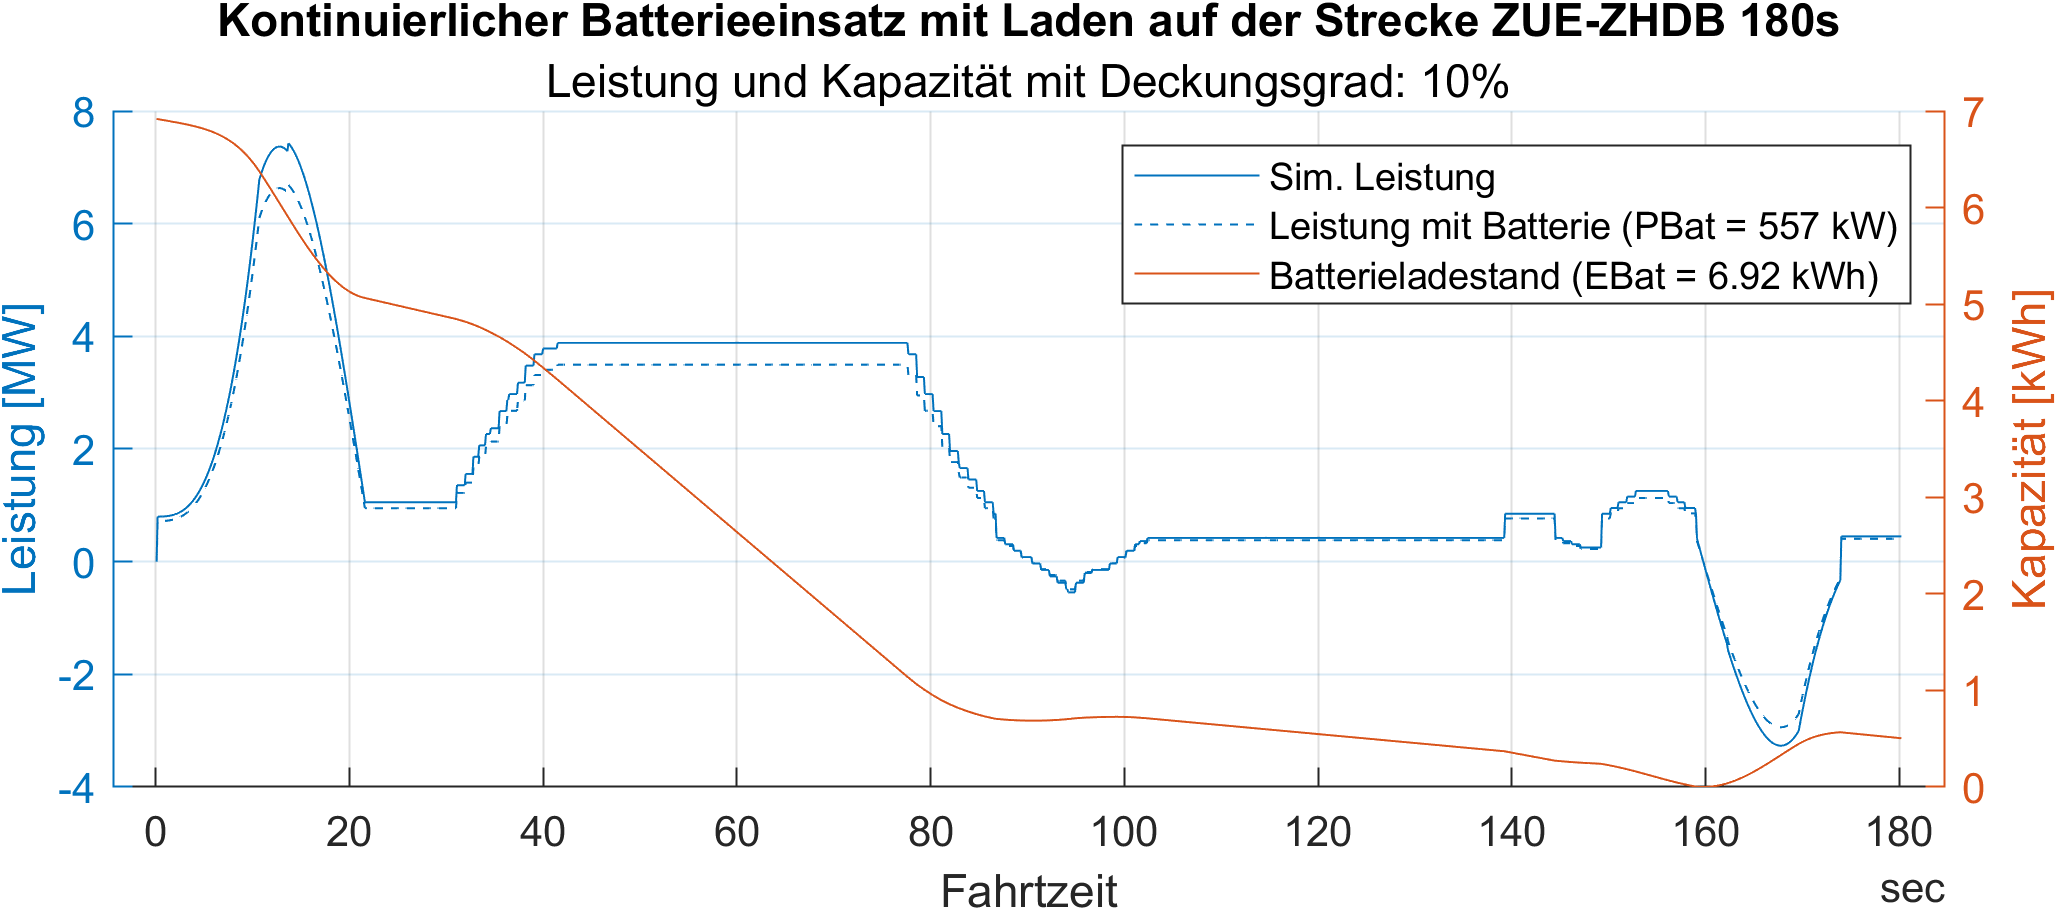 Kontinuierlicher Batterieeinsatz mit Laden auf der Strecke ZUE-ZHDB 180s
Leistung und Kapazität mit Deckungsgrad: 10%
8
6
4
2
0
-2
-4
Leistung [MW]
Sim. Leistung
Leistung mit Batterie (PBat = 557 kW)
Batterieladestand (EBat = 6.92 kWh)
7
6
5
4
3
2
1
0
Kapazität [kWh]
0 20 40 60 80 100 120 140 160 180
Fahrtzeit
sec